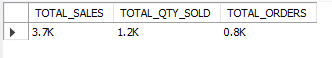 TOTAL_SALES TOTAL_QTY_SOLD TOTAL_ORDERS
3.7K 1.2K 0.8K